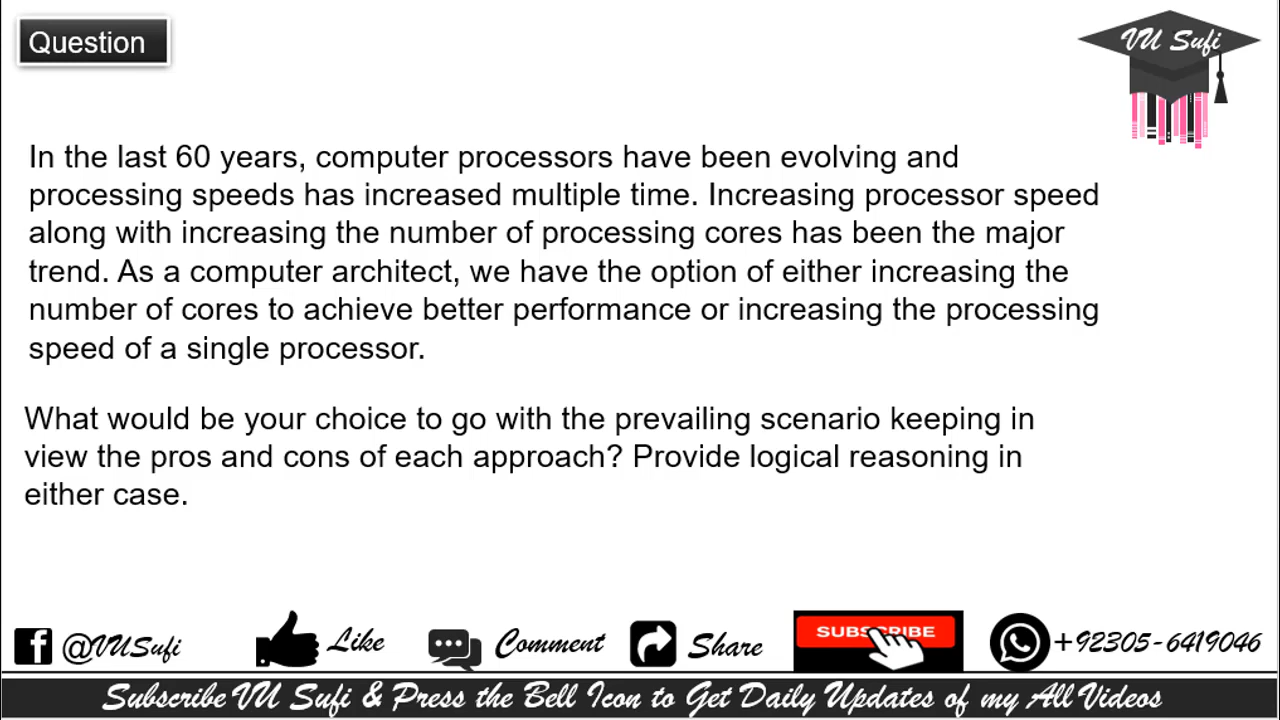 Question
VU Sufi
In the last 60 years, computer processors have been evolving and
processing speeds has increased multiple time. Increasing processor speed
along with increasing the number of processing cores has been the major
trend. As a computer architect, we have the option of either increasing the
number of cores to achieve better performance or increasing the processing
speed of a single processor.
What would be your choice to go with the prevailing scenario keeping in
view the pros and cons of each approach? Provide logical reasoning in
either case.
@VUSufi Like Comment Share SUBSCRIBE +92305-6419046
Subscribe VU Sufi & Press the Bell Icon to Get Daily Updates of my All Videos